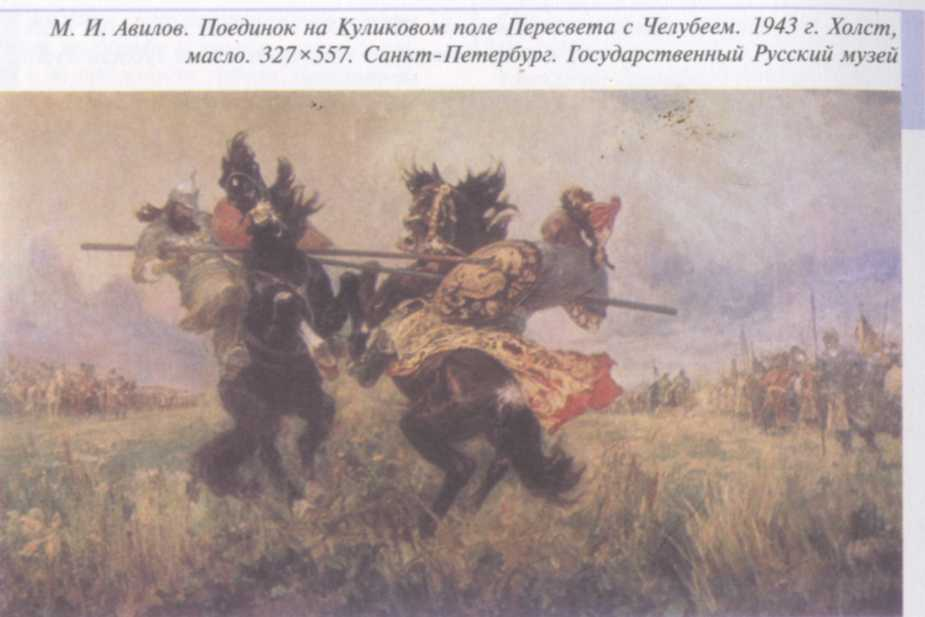 М. И. Авилов. Поединок на Куликовом поле Пересвета с Челубеем. 1943 г. Холст,
масло. 327×557. Санкт-Петербург. Государственный Русский музей